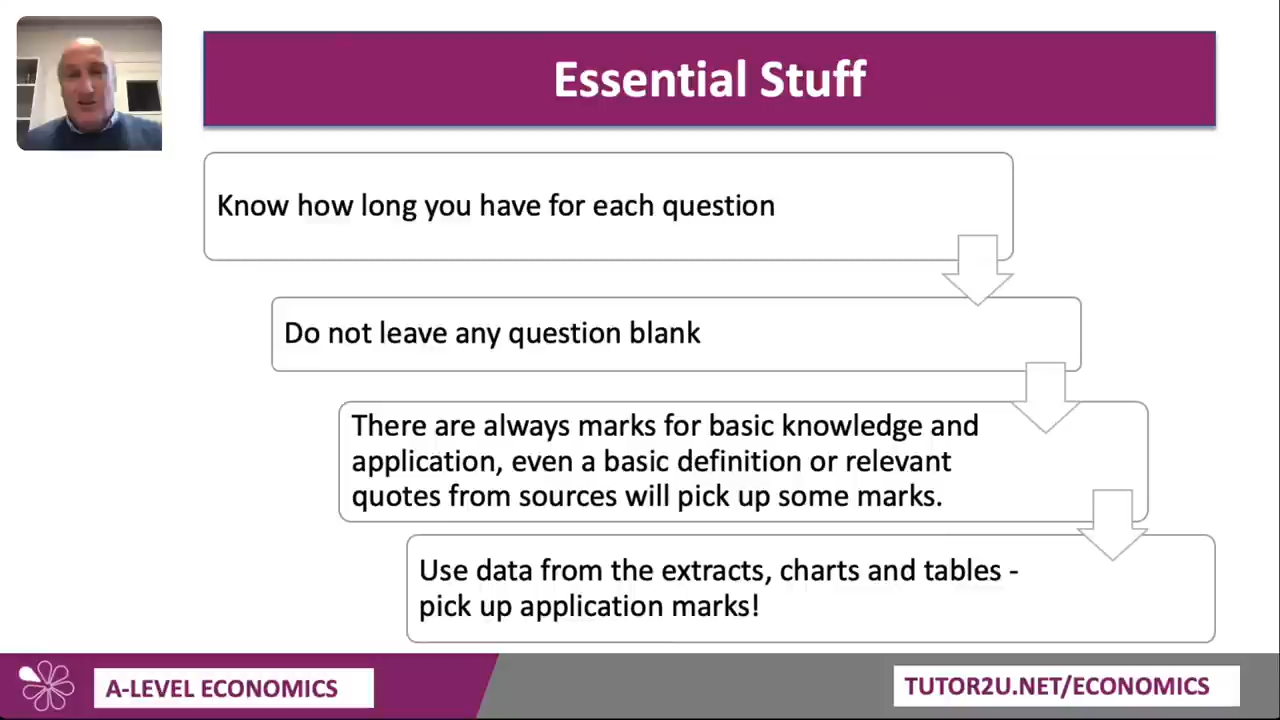 Essential Stuff
Know how long you have for each question
Do not leave any question blank
There are always marks for basic knowledge and
application, even a basic definition or relevant
quotes from sources will pick up some marks.
Use data from the extracts, charts and tables -
pick up application marks!
A-LEVEL ECONOMICS
TUTOR2U.NET/ECONOMICS